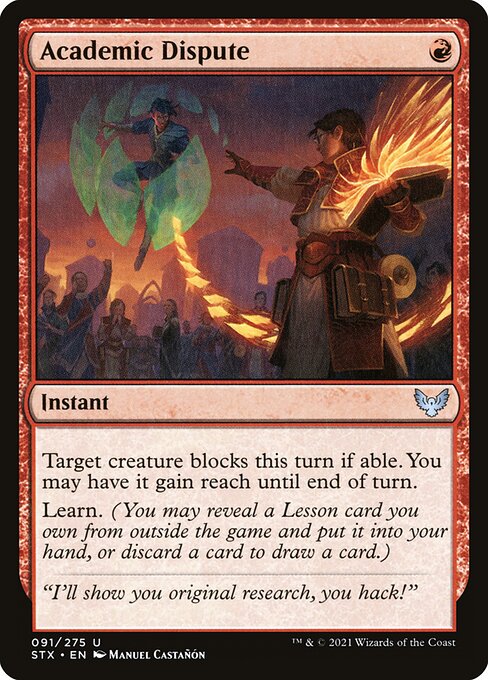 Academic Dispute
Instant
Target creature blocks this turn if able. You
may have it gain reach until end of turn.
Learn. (You may reveal a Lesson card you
own from outside the game and put it into your
hand, or discard a card to draw a card.)
“I’ll show you original research, you hack!”
091/275 U
STX • EN Manuel Castañón
™ & © 2021 Wizards of the Coast